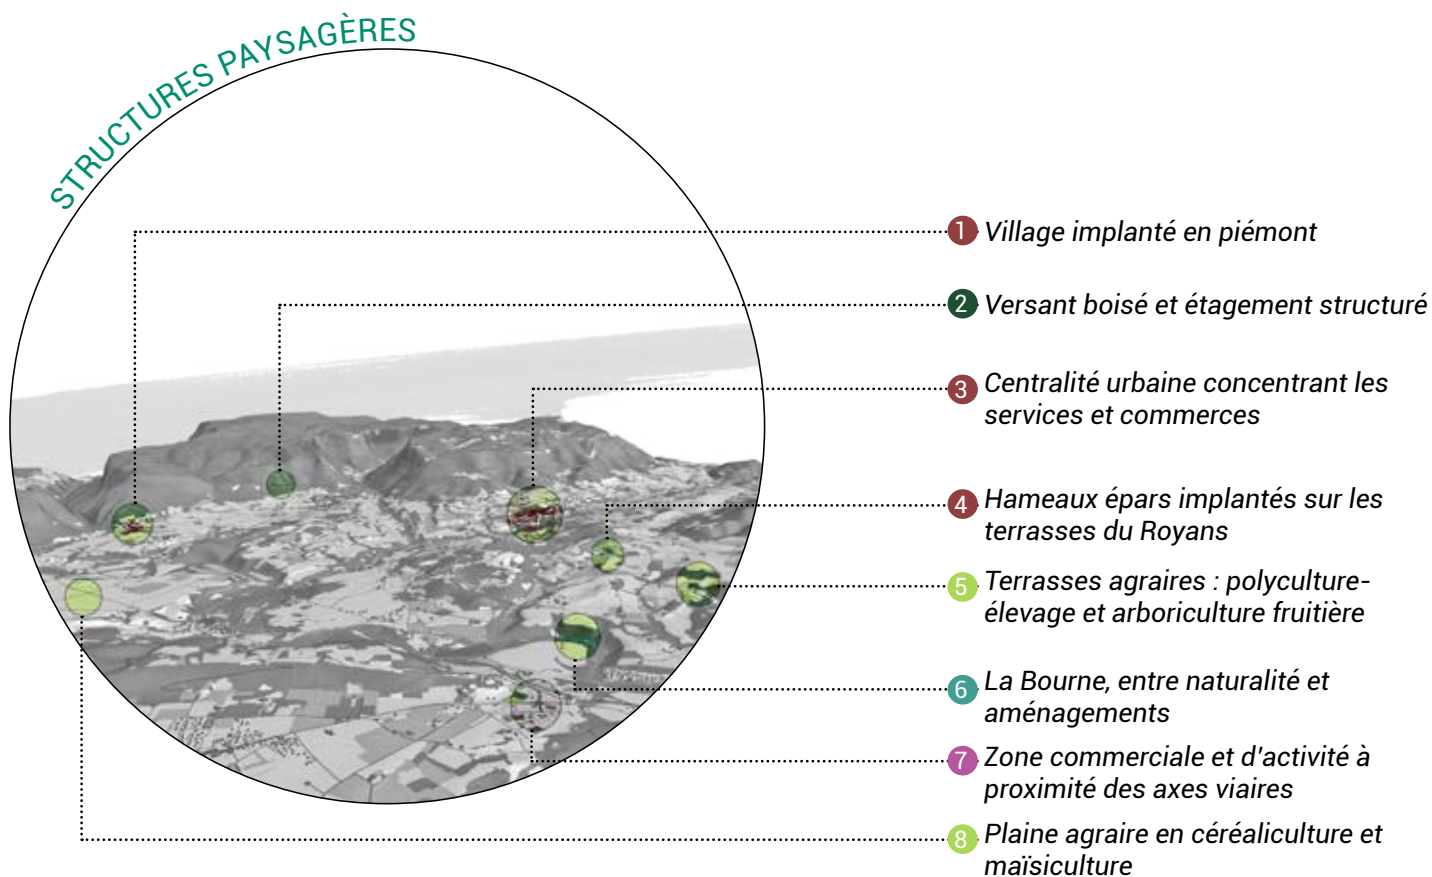 STRUCTURES PAYSAGÈRES
1 Village implanté en piémont
2 Versant boisé et étagement structuré
3 Centralité urbaine concentrant les
services et commerces
4 Hameaux épars implantés sur les
terrasses du Royans
5 Terrasses agraires : polyculture-
élevage et arboriculture fruitière
6 La Bourne, entre naturalité et
aménagements
7 Zone commerciale et d'activité à
proximité des axes viaires
8 Plaine agraire en céréaliculture et
maïsiculture